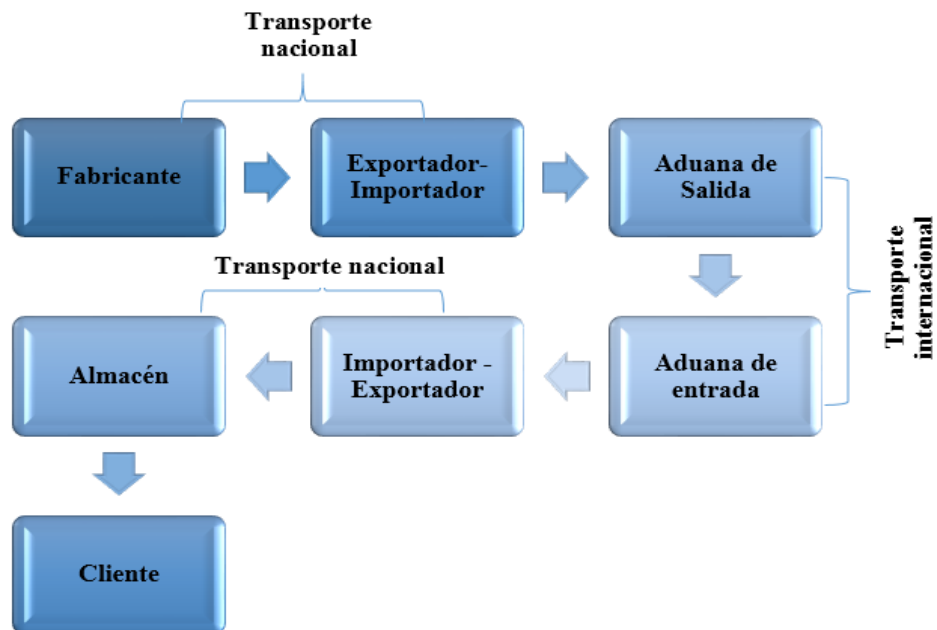 Transporte
nacional
Fabricante
Exportador-
Importador
Aduana de
Salida
Transporte
internacional
Transporte nacional
Almacén
Importador -
Exportador
Aduana de
entrada
Cliente